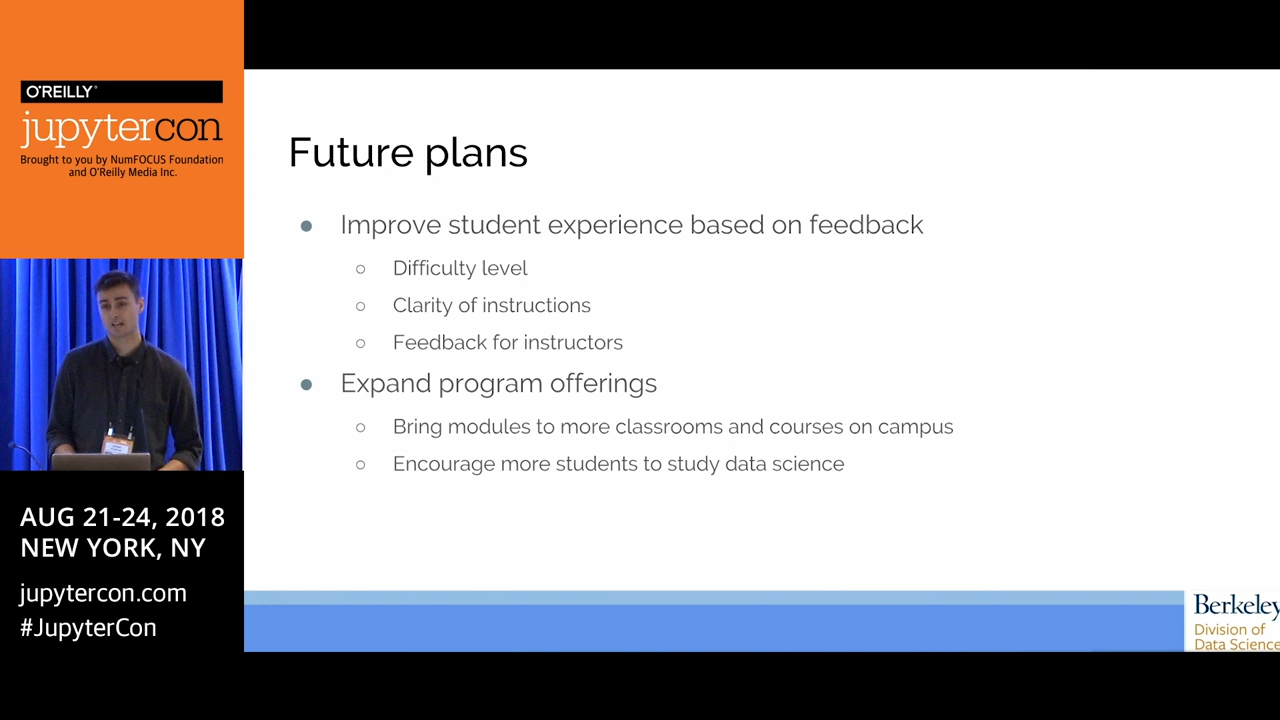 O'REILLY®
jupytercon
Brought to you by NumFOCUS Foundation
and O'Reilly Media Inc.
AUG 21-24, 2018
NEW YORK, NY
jupytercon.com
#JupyterCon
Future plans
● Improve student experience based on feedback
○ Difficulty level
○ Clarity of instructions
○ Feedback for instructors
● Expand program offerings
○ Bring modules to more classrooms and courses on campus
○ Encourage more students to study data science
Berkeley
Division of
Data Science